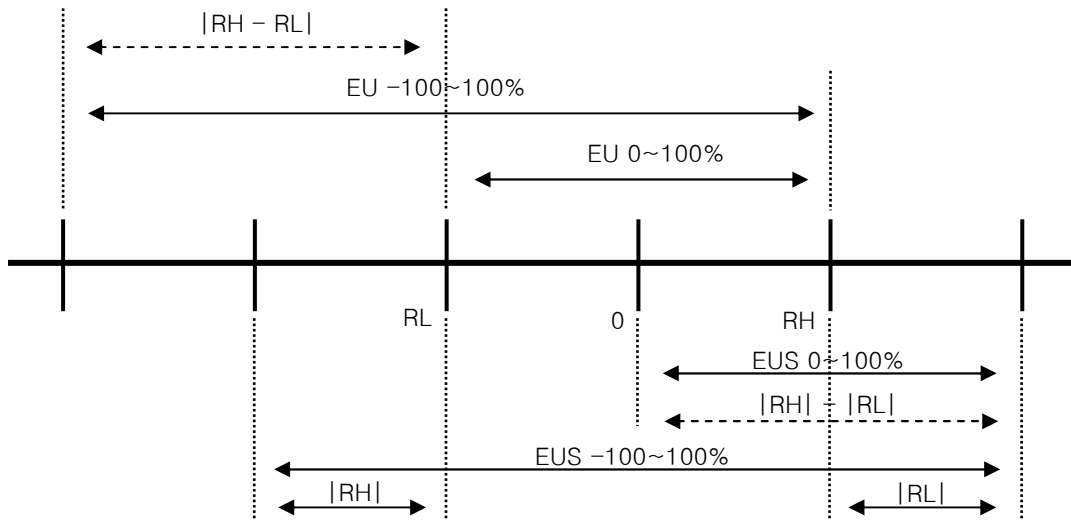 |RH – RL|
EU –100~100%
EU 0~100%
RL
0
RH
EUS 0~100%
|RH| – |RL|
EUS –100~100%
|RH|
|RL|